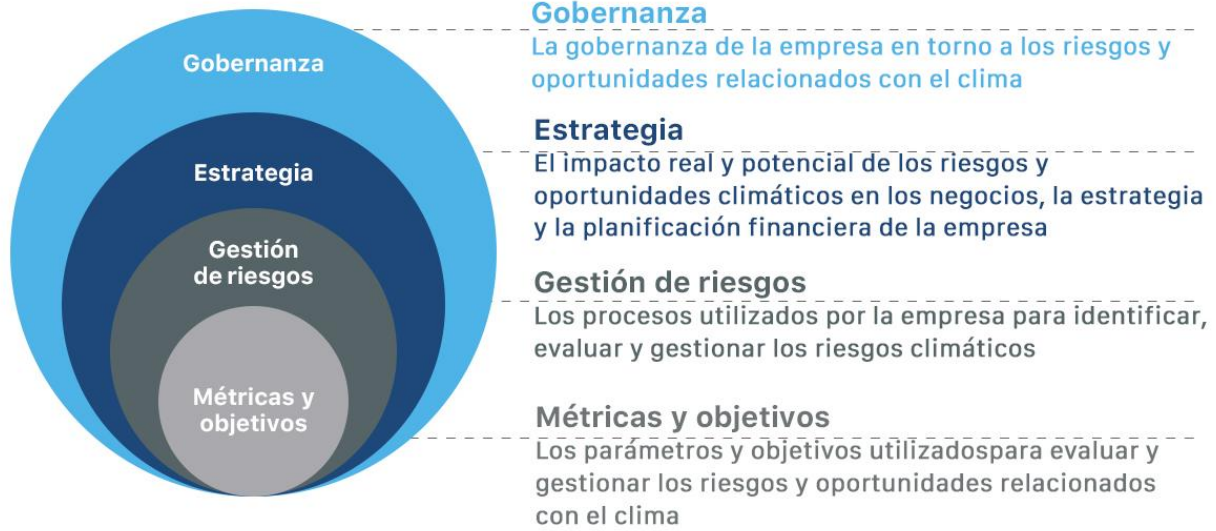 Gobernanza
Estrategia
Gestión
de riesgos
Métricas y
objetivos
Gobernanza
La gobernanza de la empresa en torno a los riesgos y
oportunidades relacionados con el clima
Estrategia
El impacto real y potencial de los riesgos y
oportunidades climáticos en los negocios, la estrategia
y la planificación financiera de la empresa
Gestión de riesgos
Los procesos utilizados por la empresa para identificar,
evaluar y gestionar los riesgos climáticos
Métricas y objetivos
Los parámetros y objetivos utilizadospara evaluar y
gestionar los riesgos y oportunidades relacionados
con el clima